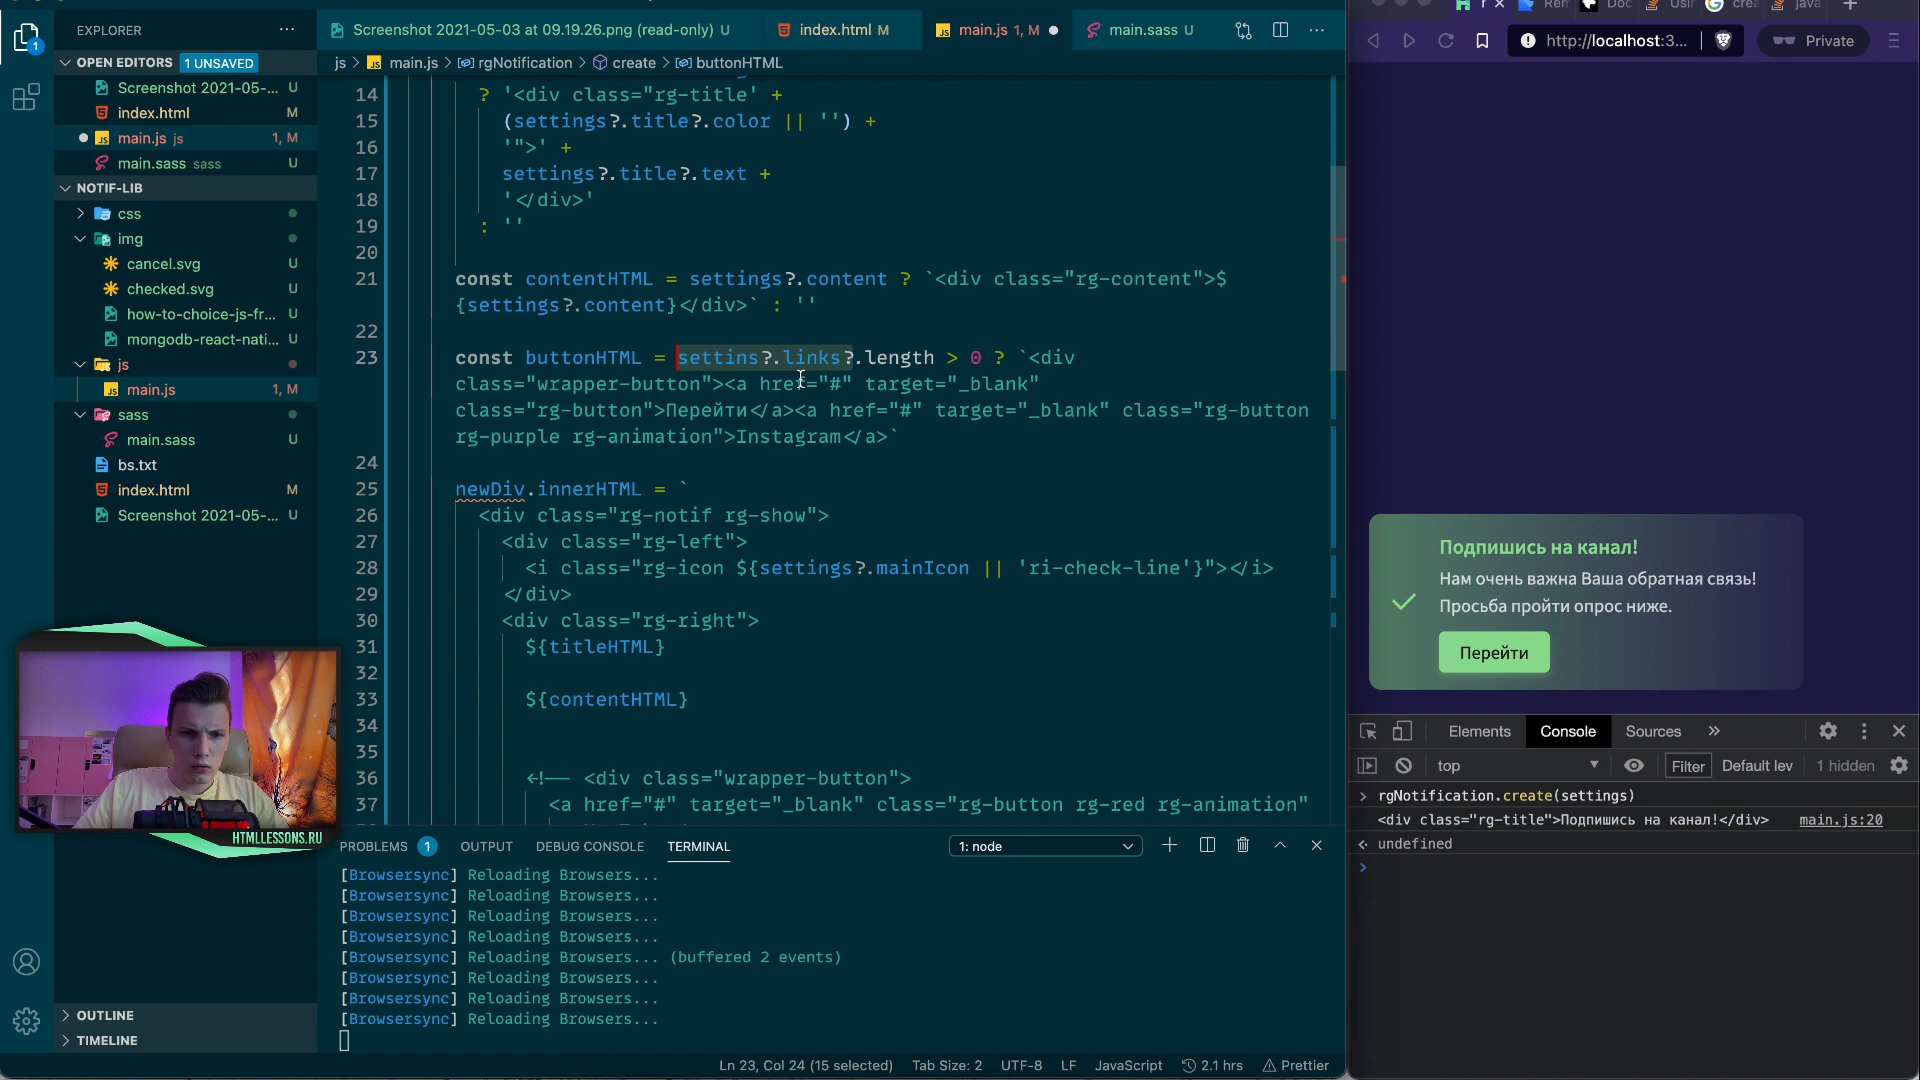 EXPLORER
OPEN EDITORS 1 UNSAVED
Screenshot 2021-05-... U
index.html M
main.js js 1, M
main.sass sass U
NOTIF-LIB
css
img
cancel.svg U
checked.svg U
how-to-choice-js-fr... U
mongodb-react-nati... U
js
main.js 1, M
sass
main.sass U
bs.txt
index.html M
Screenshot 2021-05-... U
OUTLINE
TIMELINE
1
HTMLLESSONS.RU
Screenshot 2021-05-03 at 09.19.26.png (read-only) U
index.html M
main.js 1, M
main.sass U
js > main.js > rgNotification > create > buttonHTML
14 ? '<div class="rg-title' +
15 (settings?.title?.color || '') +
16 '">' +
17 settings?.title?.text +
18 '</div>'
19 : ''
20
21 const contentHTML = settings?.content ? `<div class="rg-content">$
{settings?.content}</div>` : ''
22
23 const buttonHTML = settins?.links?.length > 0 ? `<div
class="wrapper-button"><a href="#" target="_blank"
class="rg-button">Перейти</a><a href="#" target="_blank" class="rg-button
rg-purple rg-animation">Instagram</a>`
24
25 newDiv.innerHTML = `
26 <div class="rg-notif rg-show">
27 <div class="rg-left">
28 <i class="rg-icon ${settings?.mainIcon || 'ri-check-line'}"></i>
29 </div>
30 <div class="rg-right">
31 ${titleHTML}
32
33 ${contentHTML}
34
35
36 <!-- <div class="wrapper-button">
37 <a href="#" target="_blank" class="rg-button rg-red rg-animation"
PROBLEMS 1 OUTPUT DEBUG CONSOLE TERMINAL 1: node
[Browsersync] Reloading Browsers...
[Browsersync] Reloading Browsers...
[Browsersync] Reloading Browsers...
[Browsersync] Reloading Browsers...
[Browsersync] Reloading Browsers... (buffered 2 events)
[Browsersync] Reloading Browsers...
[Browsersync] Reloading Browsers...
[Browsersync] Reloading Browsers...
Ln 23, Col 24 (15 selected) Tab Size: 2 UTF-8 LF JavaScript 2.1 hrs Prettier
http://localhost:3... Private
Подпишись на канал!
Нам очень важна Ваша обратная связь!
Просьба пройти опрос ниже.
Перейти
Elements Console Sources
top Filter Default lev 1 hidden
rgNotification.create(settings)
<div class="rg-title">Подпишись на канал!</div> main.js:20
undefined